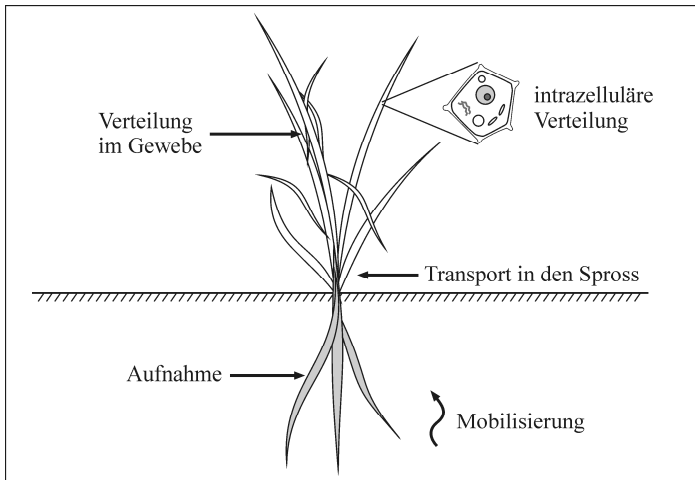 intrazelluläre
Verteilung
Verteilung
im Gewebe
Transport in den Spross
Aufnahme
Mobilisierung